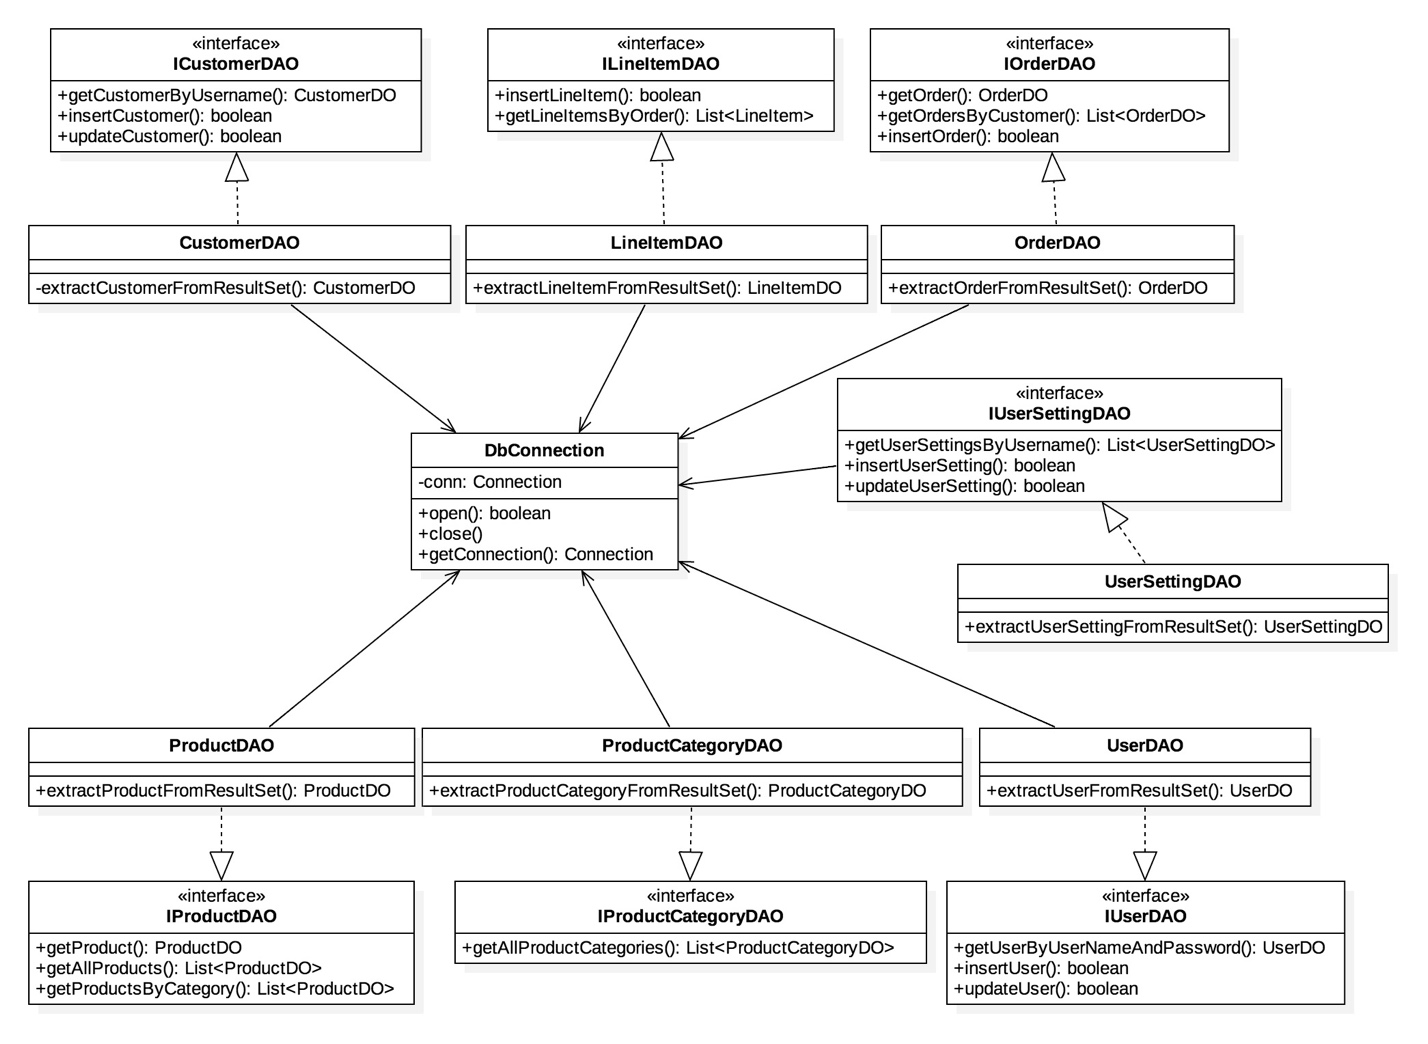 «interface»
ICustomerDAO
+getCustomerByUsername(): CustomerDO
+insertCustomer(): boolean
+updateCustomer(): boolean
«interface»
ILineItemDAO
+insertLineItem(): boolean
+getLineItemsByOrder(): List<LineItem>
«interface»
IOrderDAO
+getOrder(): OrderDO
+getOrdersByCustomer(): List<OrderDO>
+insertOrder(): boolean
CustomerDAO
-extractCustomerFromResultSet(): CustomerDO
LineItemDAO
+extractLineItemFromResultSet(): LineItemDO
OrderDAO
+extractOrderFromResultSet(): OrderDO
«interface»
IUserSettingDAO
+getUserSettingsByUsername(): List<UserSettingDO>
+insertUserSetting(): boolean
+updateUserSetting(): boolean
DbConnection
-conn: Connection
+open(): boolean
+close()
+getConnection(): Connection
UserSettingDAO
+extractUserSettingFromResultSet(): UserSettingDO
ProductDAO
+extractProductFromResultSet(): ProductDO
ProductCategoryDAO
+extractProductCategoryFromResultSet(): ProductCategoryDO
UserDAO
+extractUserFromResultSet(): UserDO
«interface»
IProductDAO
+getProduct(): ProductDO
+getAllProducts(): List<ProductDO>
+getProductsByCategory(): List<ProductDO>
«interface»
IProductCategoryDAO
+getAllProductCategories(): List<ProductCategoryDO>
«interface»
IUserDAO
+getUserByUserNameAndPassword(): UserDO
+insertUser(): boolean
+updateUser(): boolean